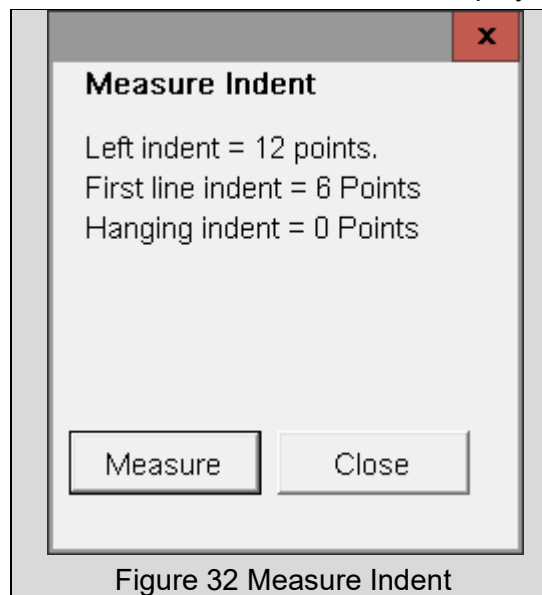 x
Measure Indent
Left indent = 12 points.
First line indent = 6 Points
Hanging indent = 0 Points
Measure Close
Figure 32 Measure Indent